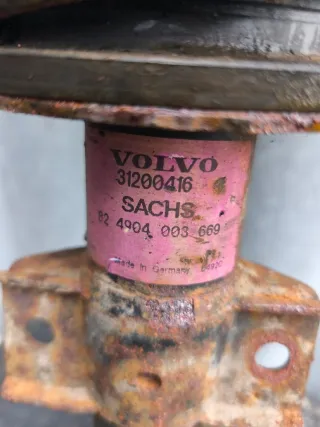 VOLVO
31200416
SACHS
82 4904 003 669
Made in Germany